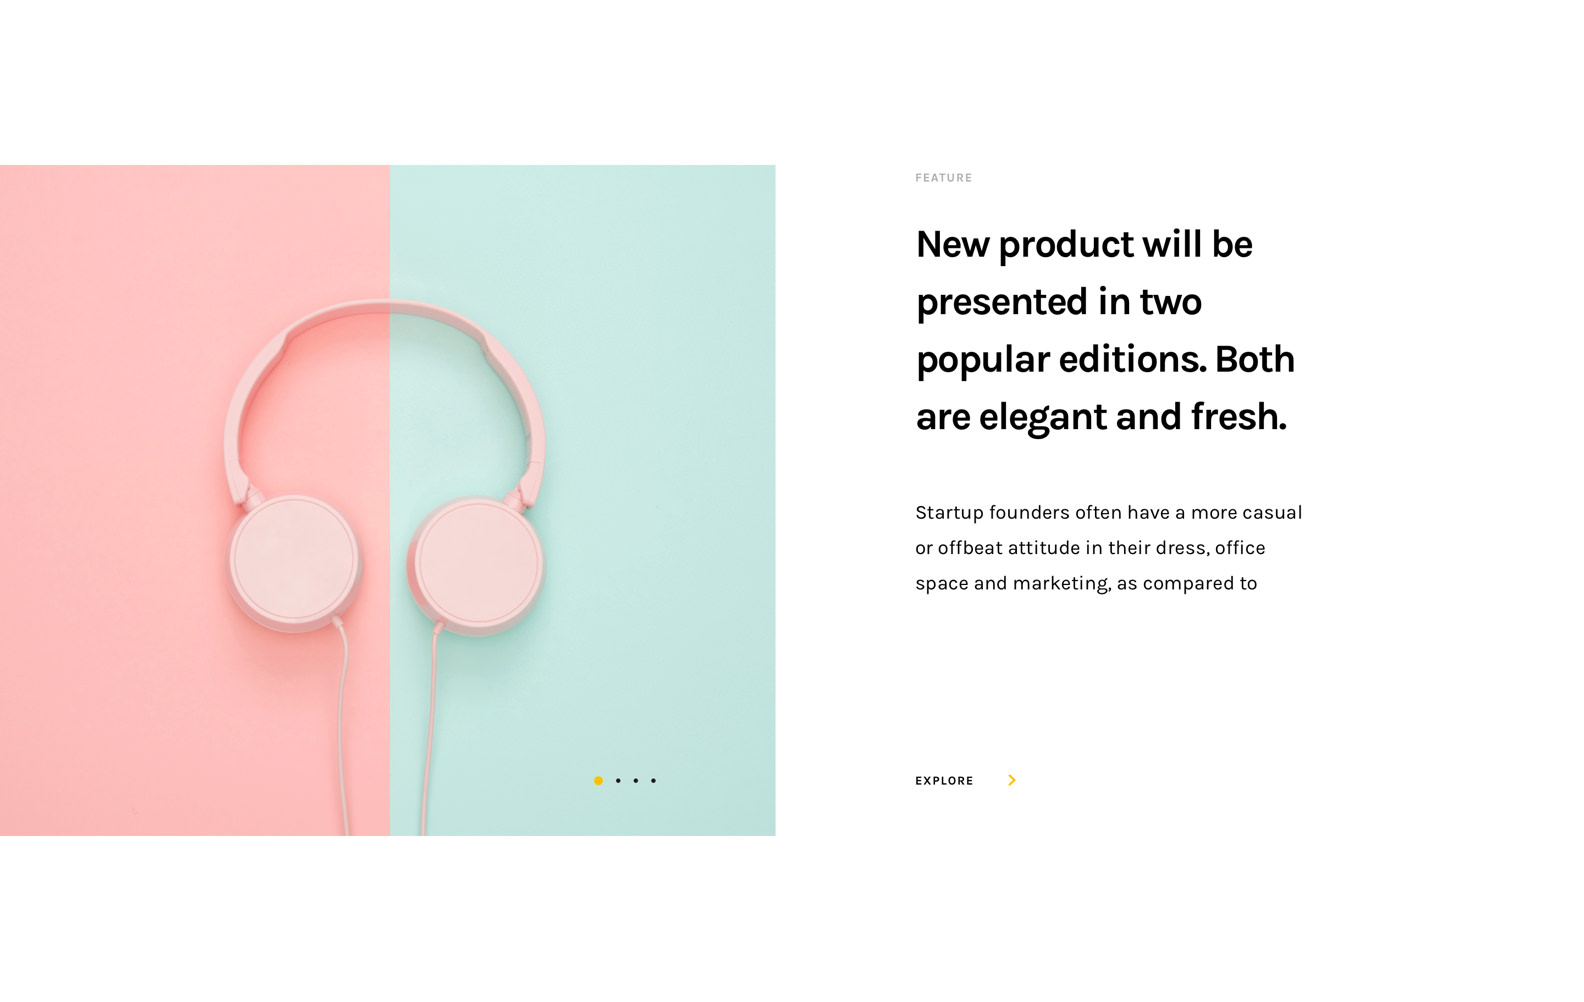 FEATURE
New product will be
presented in two
popular editions. Both
are elegant and fresh.
Startup founders often have a more casual
or offbeat attitude in their dress, office
space and marketing, as compared to
EXPLORE